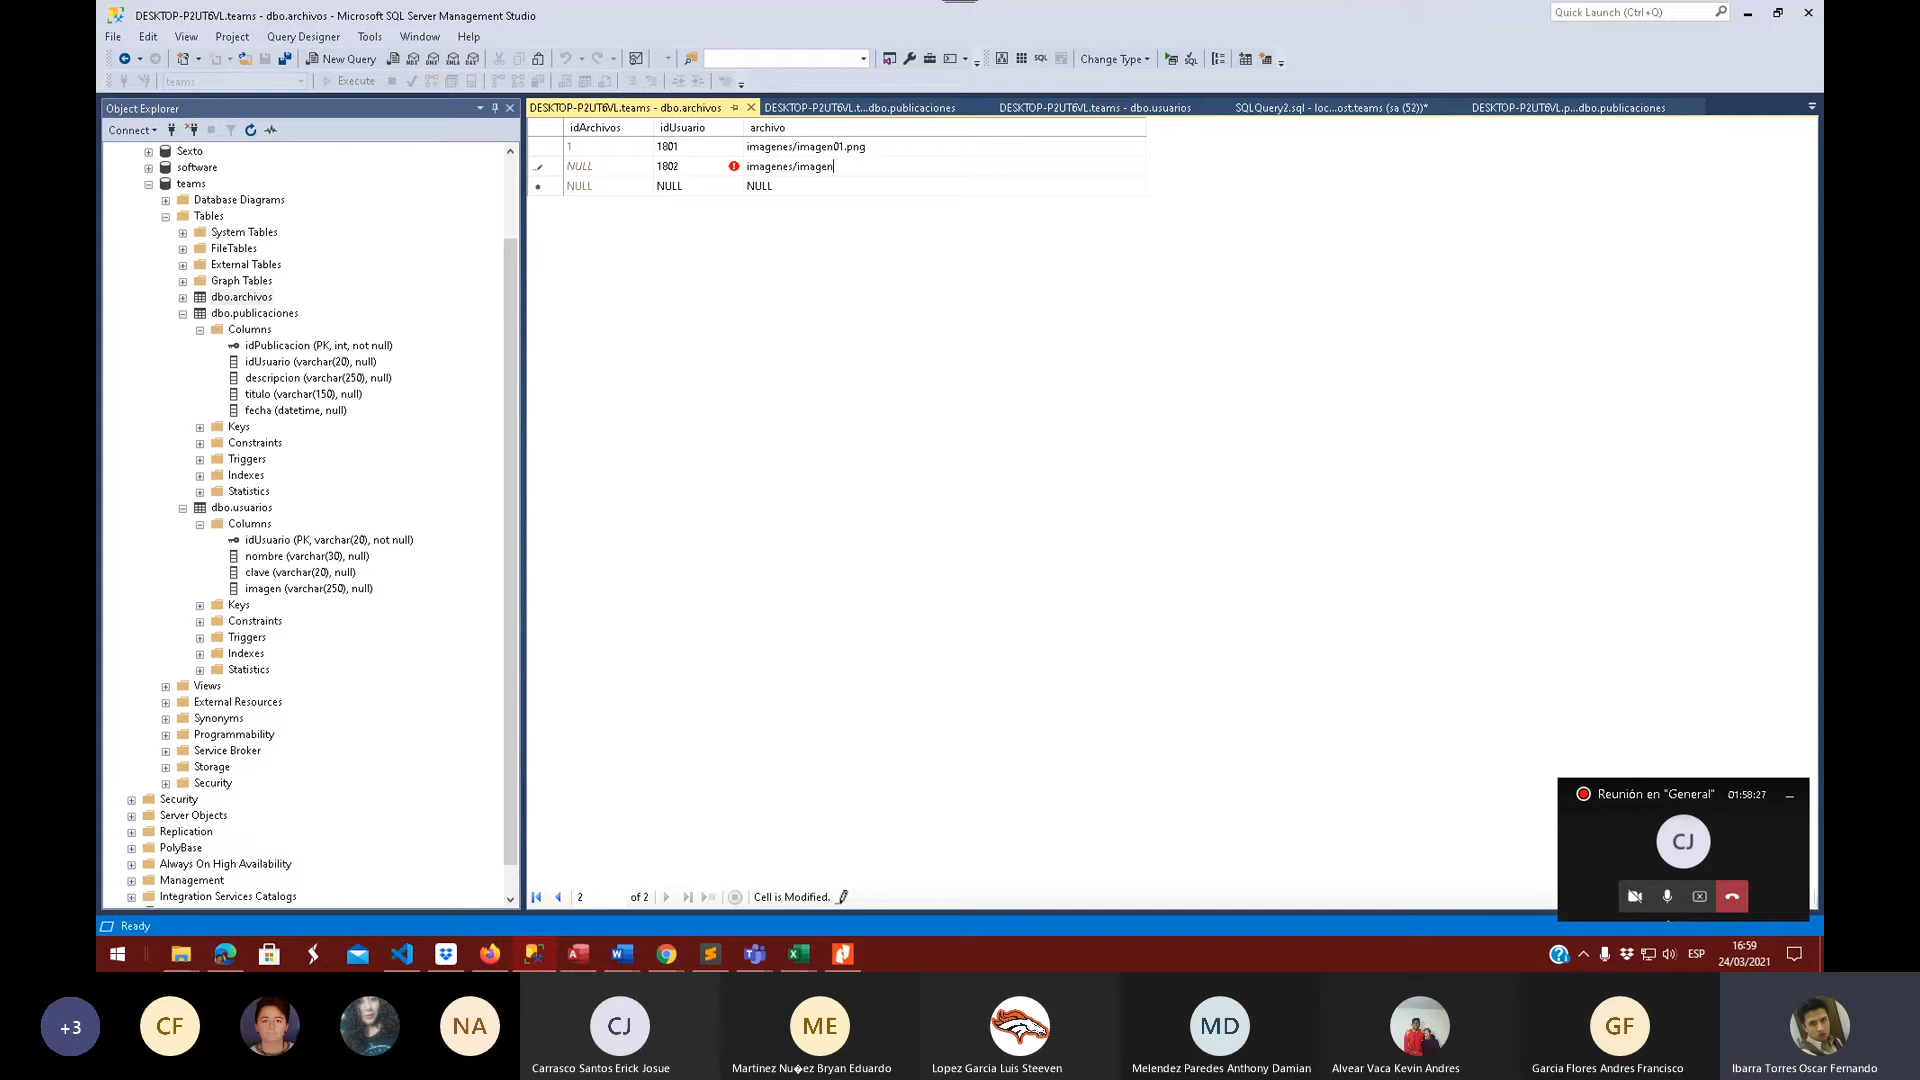 DESKTOP-P2UT6VL.teams - dbo.archivos - Microsoft SQL Server Management Studio
Quick Launch (Ctrl+Q)
File Edit View Project Query Designer Tools Window Help
New Query
Change Type
teams
Execute
Object Explorer
DESKTOP-P2UT6VL.teams - dbo.archivos
DESKTOP-P2UT6VL.t...dbo.publicaciones
DESKTOP-P2UT6VL.teams - dbo.usuarios
SQLQuery2.sql - loc...ost.teams (sa (52))*
DESKTOP-P2UT6VL.p...dbo.publicaciones
Connect
idArchivos idUsuario archivo
1 1801 imagenes/imagen01.png
NULL 1802 imagenes/imagen
NULL NULL NULL
Sexto
software
teams
Database Diagrams
Tables
System Tables
FileTables
External Tables
Graph Tables
dbo.archivos
dbo.publicaciones
Columns
idPublicacion (PK, int, not null)
idUsuario (varchar(20), null)
descripcion (varchar(250), null)
titulo (varchar(150), null)
fecha (datetime, null)
Keys
Constraints
Triggers
Indexes
Statistics
dbo.usuarios
Columns
idUsuario (PK, varchar(20), not null)
nombre (varchar(30), null)
clave (varchar(20), null)
imagen (varchar(250), null)
Keys
Constraints
Triggers
Indexes
Statistics
Views
External Resources
Synonyms
Programmability
Service Broker
Storage
Security
Security
Server Objects
Replication
PolyBase
Always On High Availability
Management
Integration Services Catalogs
2 of 2 Cell is Modified.
Reunión en "General" 01:58:27
CJ
Ready
ESP
16:59
24/03/2021
+3
CF
NA
CJ
ME
MD
GF
Carrasco Santos Erick Josue
Martinez Nu�ez Bryan Eduardo
Lopez Garcia Luis Steeven
Melendez Paredes Anthony Damian
Alvear Vaca Kevin Andres
Garcia Flores Andres Francisco
Ibarra Torres Oscar Fernando